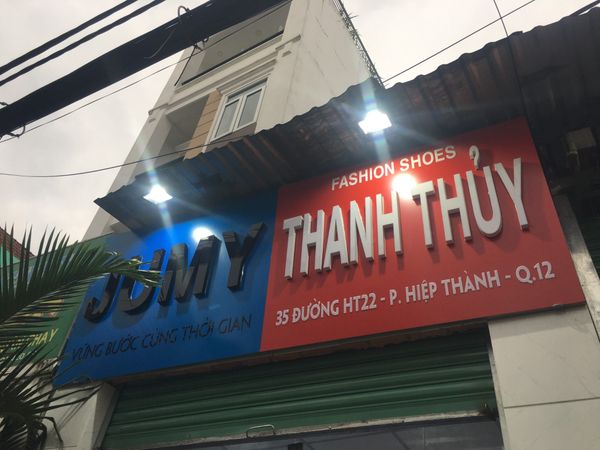 JUMY
VỮNG BƯỚC CÙNG THỜI GIAN
FASHION SHOES
THANH THỦY
35 ĐƯỜNG HT22 - P. HIỆP THÀNH - Q.12